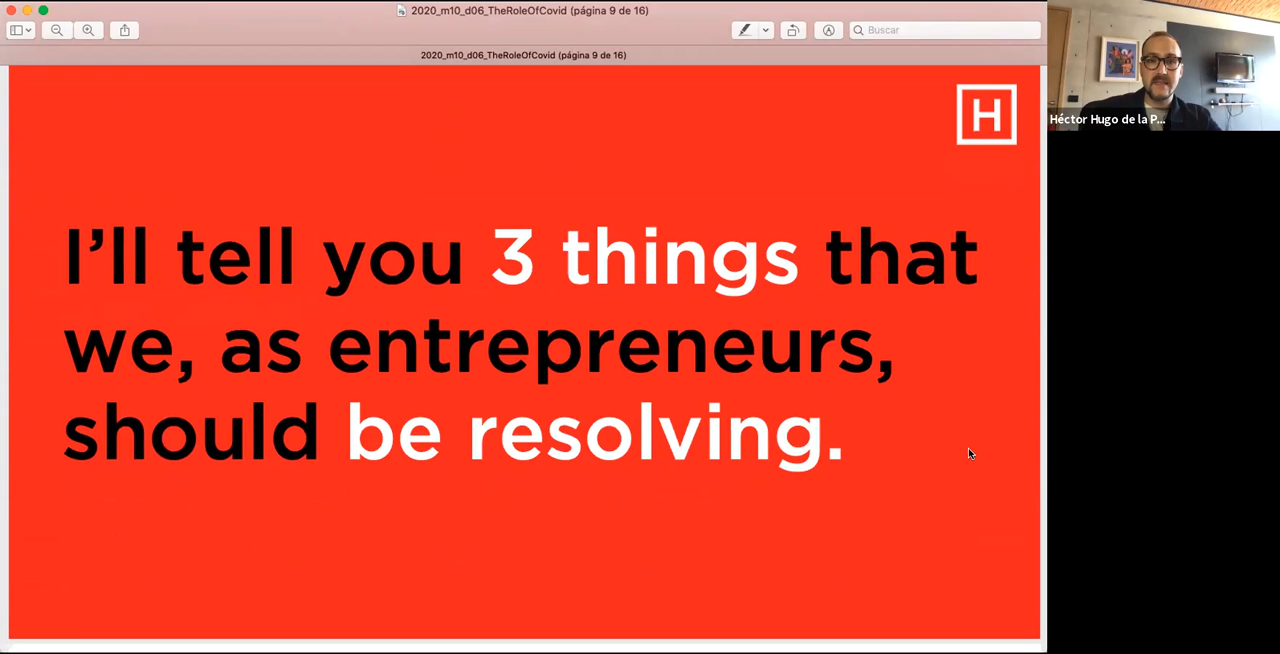 2020_m10_d06_TheRoleOfCovid (página 9 de 16)
Buscar
2020_m10_d06_TheRoleOfCovid (página 9 de 16)
H
I’ll tell you 3 things that
we, as entrepreneurs,
should be resolving.
Héctor Hugo de la P...